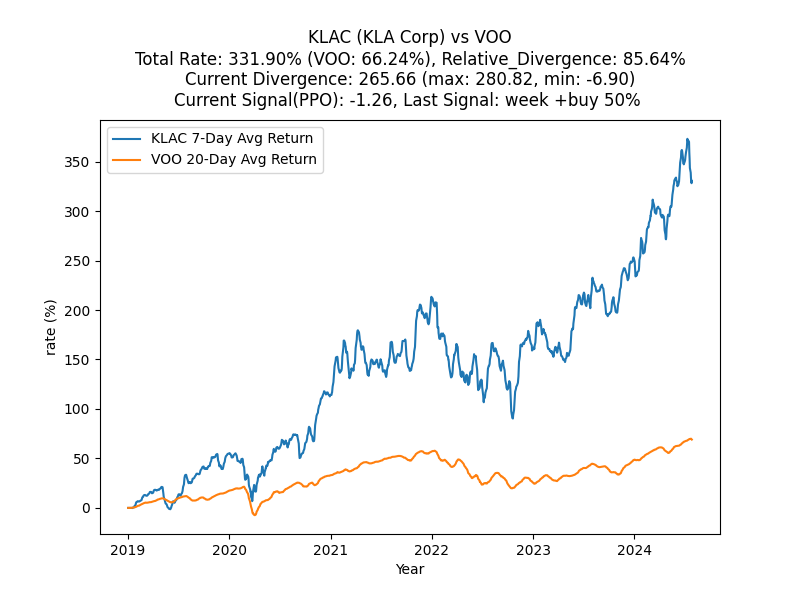 KLAC (KLA Corp) vs VOO
Total Rate: 331.90% (VOO: 66.24%), Relative_Divergence: 85.64%
Current Divergence: 265.66 (max: 280.82, min: -6.90)
Current Signal(PPO): -1.26, Last Signal: week +buy 50%
KLAC 7-Day Avg Return
VOO 20-Day Avg Return
350
300
250
200
150
100
50
0
rate (%)
2019
2020
2021
2022
2023
2024
Year